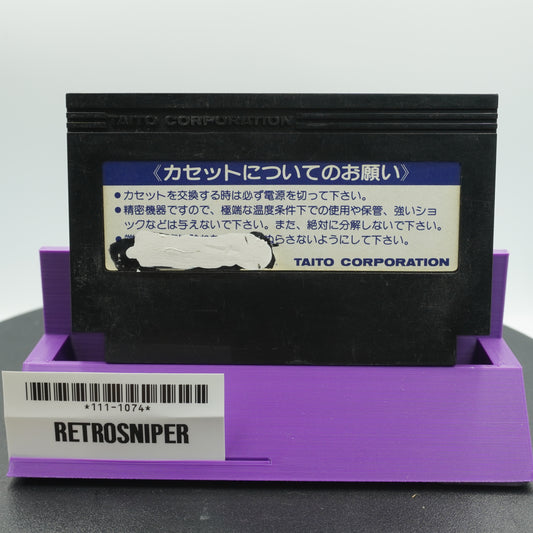 TAITO CORPORATION
《カセットについてのお願い》
●カセットを交換する時は必ず電源を切って下さい。
●精密機器ですので、極端な温度条件下での使用や保管、強いショ
ックなどは与えないで下さい。また、絶対に分解しないで下さい。
らさないようにして下さい。
TAITO CORPORATION
*111-1074*
RETROSNIPER